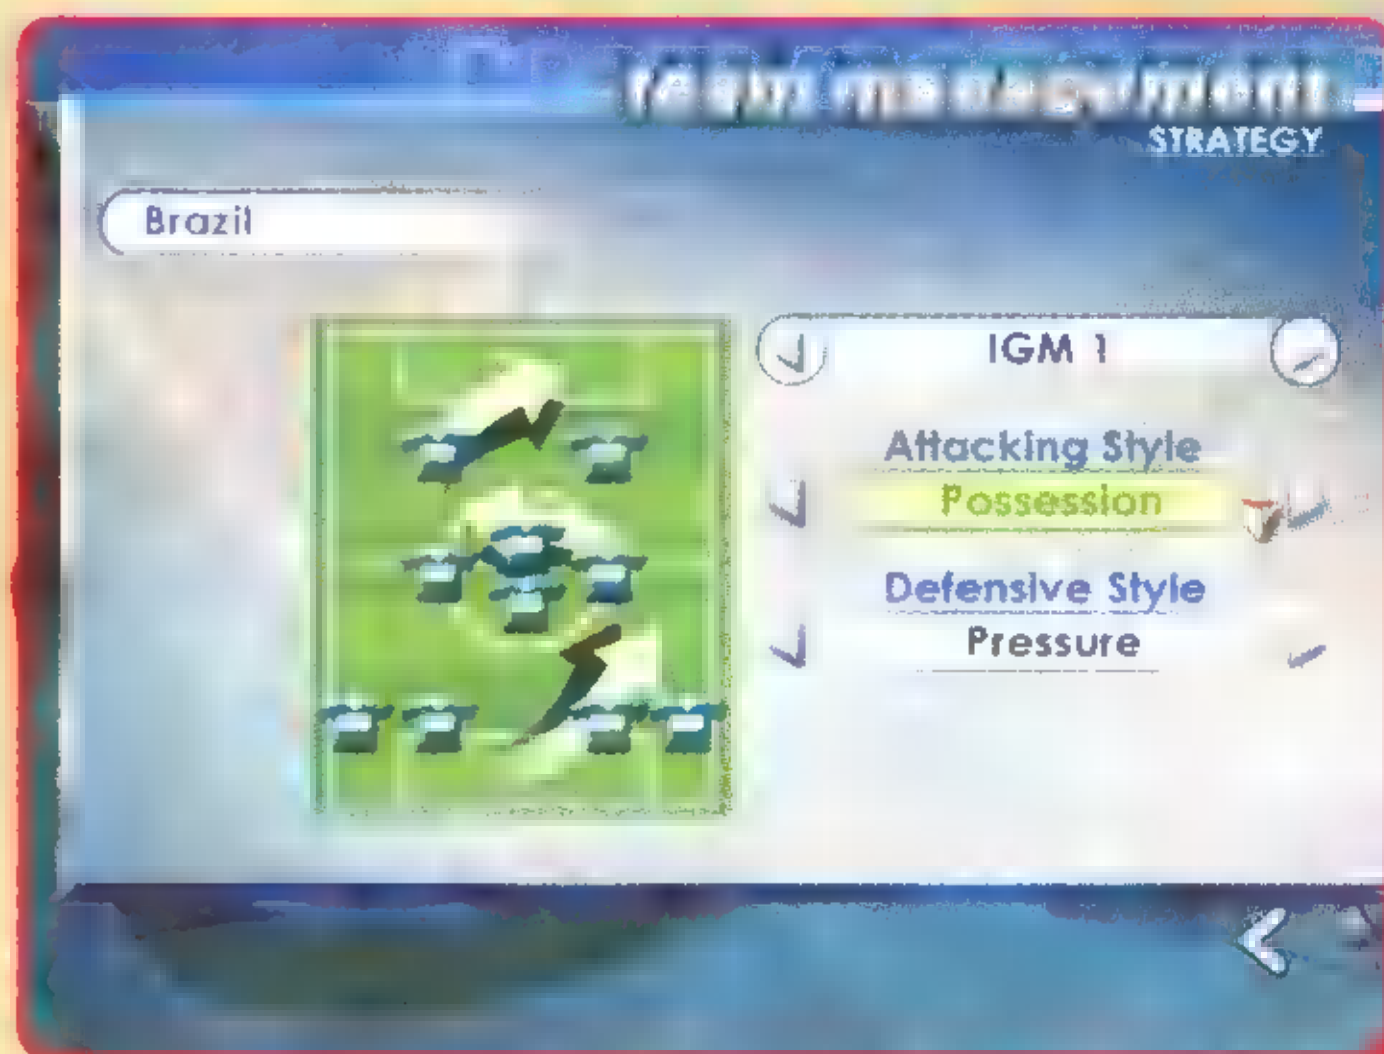 STRATEGY
Brazil
IGM 1
Attacking Style
Possession
Defensive Style
Pressure